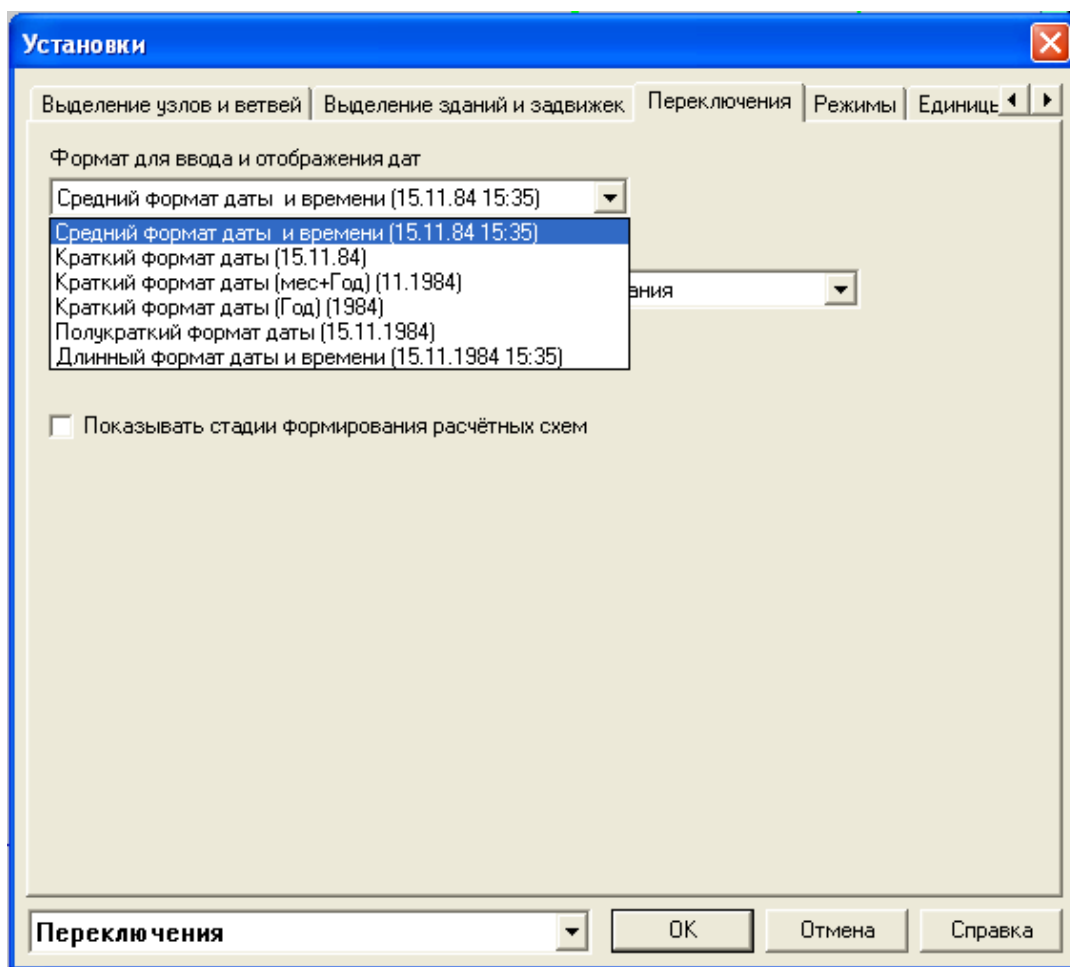 Установки
Выделение узлов и ветвей Выделение зданий и задвижек Переключения Режимы
Формат для ввода и отображения дат
Средний формат даты  и времени (15.11.84 15:35)
Средний формат даты  и времени (15.11.84 15:35)
Краткий формат даты (15.11.84)
Краткий формат даты (мес+Год) (11.1984)
Краткий формат даты (Год) (1984)
Полукраткий формат даты (15.11.1984)
Длинный формат даты и времени (15.11.1984 15:35)
Показывать стадии формирования расчётных схем
Переключения OK Отмена Справка